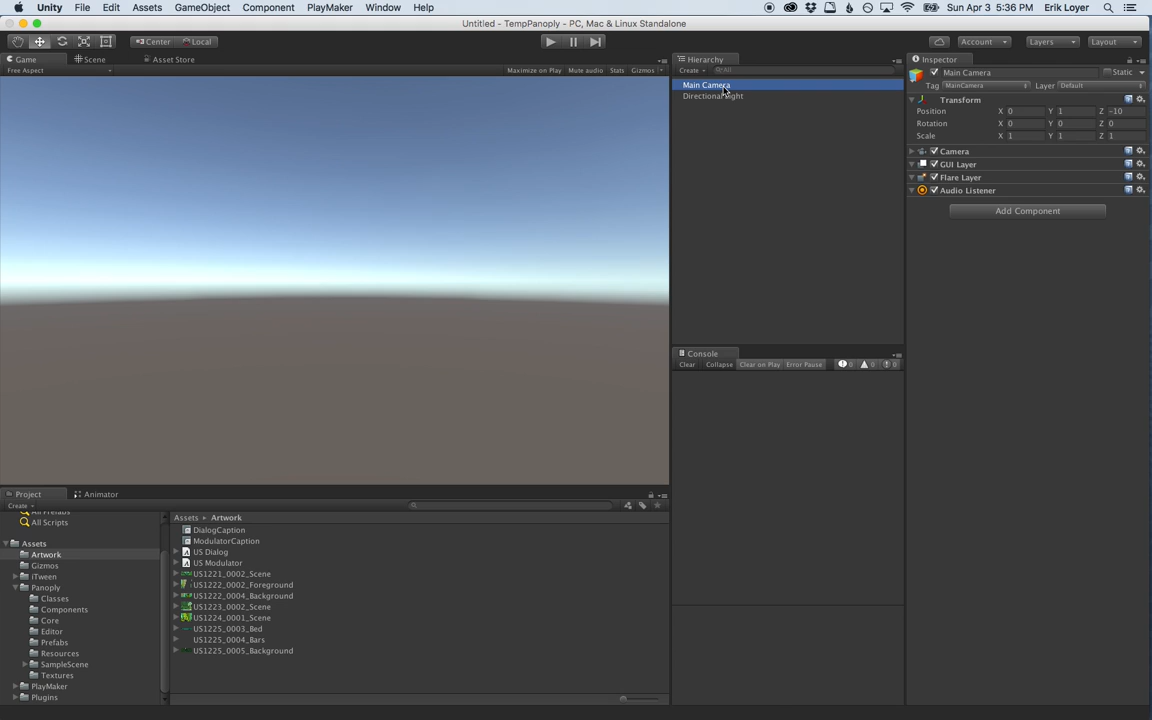 Unity File Edit Assets GameObject Component PlayMaker Window Help Sun Apr 3 5:36 PM Erik Loyer
Untitled - TempPanoply - PC, Mac & Linux Standalone
Center Local Account Layers Layout
Game Scene Asset Store
Free Aspect Maximize on Play Mute audio Stats Gizmos
Hierarchy
Create All
Main Camera
Directional Light
Inspector
Main Camera Static
Tag MainCamera Layer Default
Transform
Position X 0 Y 1 Z -10
Rotation X 0 Y 0 Z 0
Scale X 1 Y 1 Z 1
Camera
GUI Layer
Flare Layer
Audio Listener
Add Component
Console
Clear Collapse Clear on Play Error Pause 0 0 0
Project Animator
Create
All Prefabs
All Scripts
Assets
Artwork
Gizmos
iTween
Panoply
Classes
Components
Core
Editor
Prefabs
Resources
SampleScene
Textures
PlayMaker
Plugins
Assets Artwork
DialogCaption
ModulatorCaption
US Dialog
US Modulator
US1221_0002_Scene
US1222_0002_Foreground
US1222_0004_Background
US1223_0002_Scene
US1224_0001_Scene
US1225_0003_Bed
US1225_0004_Bars
US1225_0005_Background